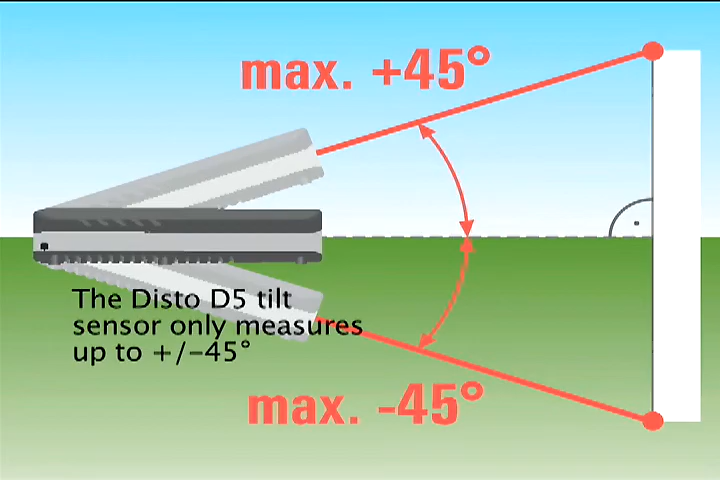 max. +45°
The Disto D5 tilt
sensor only measures
up to +/–45°
max. -45°